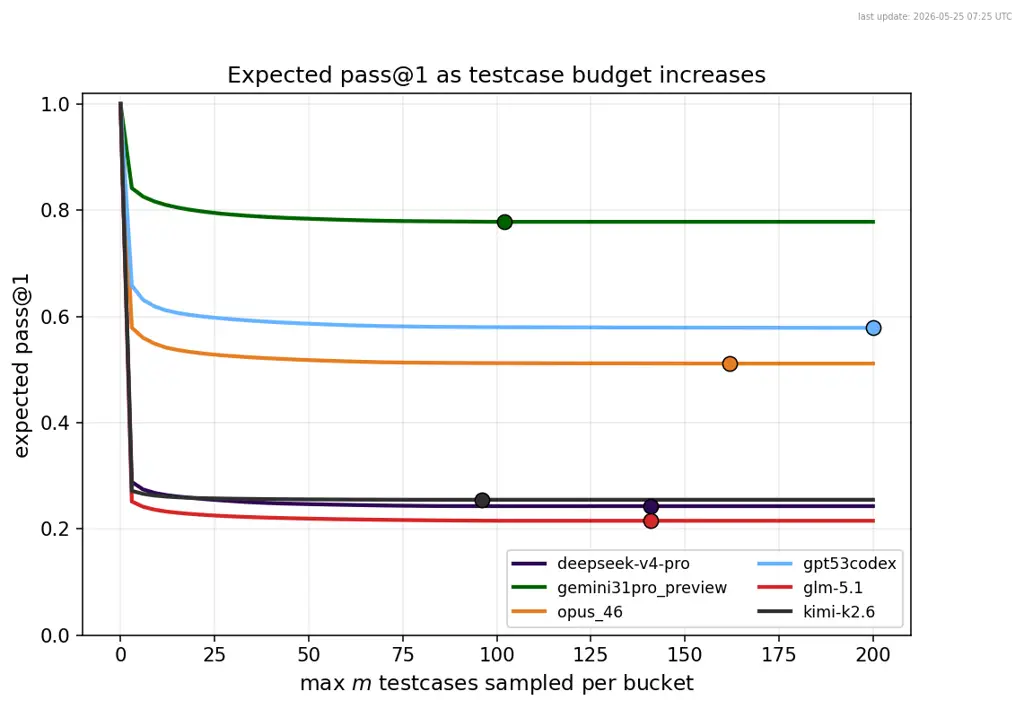 last update: 2026-05-25 07:25 UTC
Expected pass@1 as testcase budget increases
expected pass@1
1.0
0.8
0.6
0.4
0.2
0.0
deepseek-v4-pro
gemini31pro_preview
opus_46
gpt53codex
glm-5.1
kimi-k2.6
0 25 50 75 100 125 150 175 200
max m testcases sampled per bucket